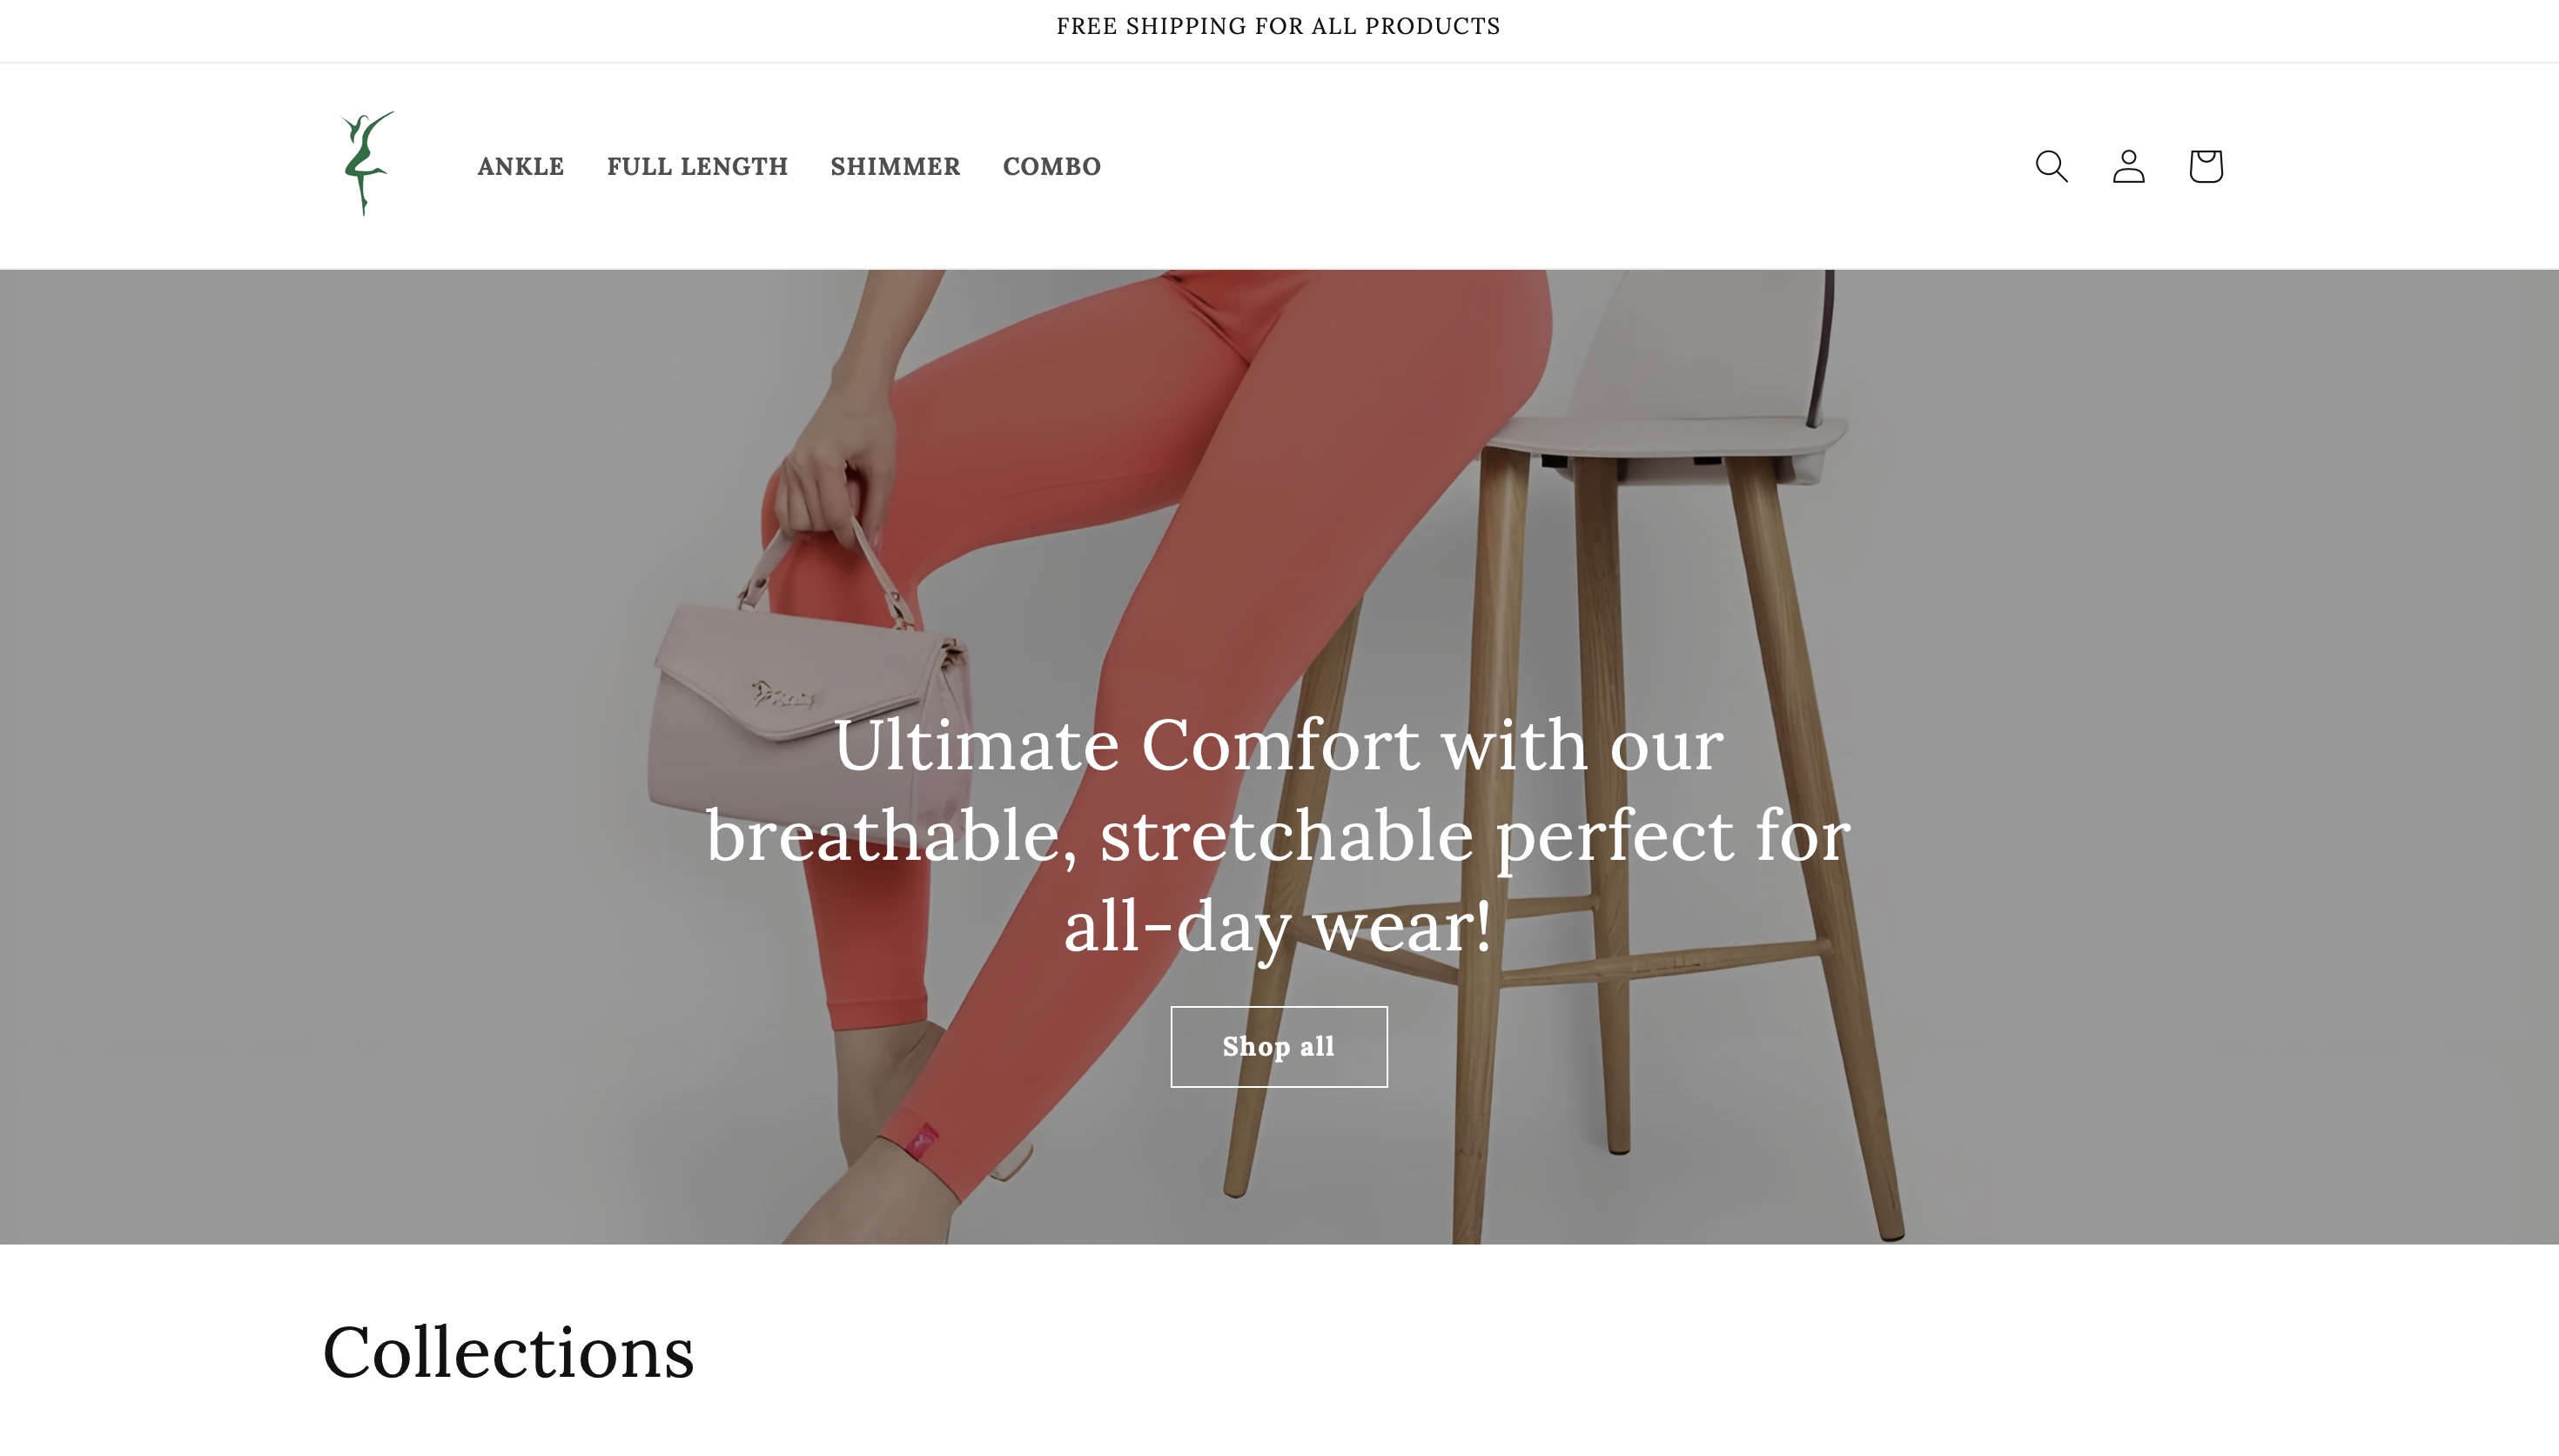 FREE SHIPPING FOR ALL PRODUCTS
ANKLE FULL LENGTH SHIMMER COMBO
Ultimate Comfort with our
breathable, stretchable perfect for
all-day wear!
Shop all
Collections